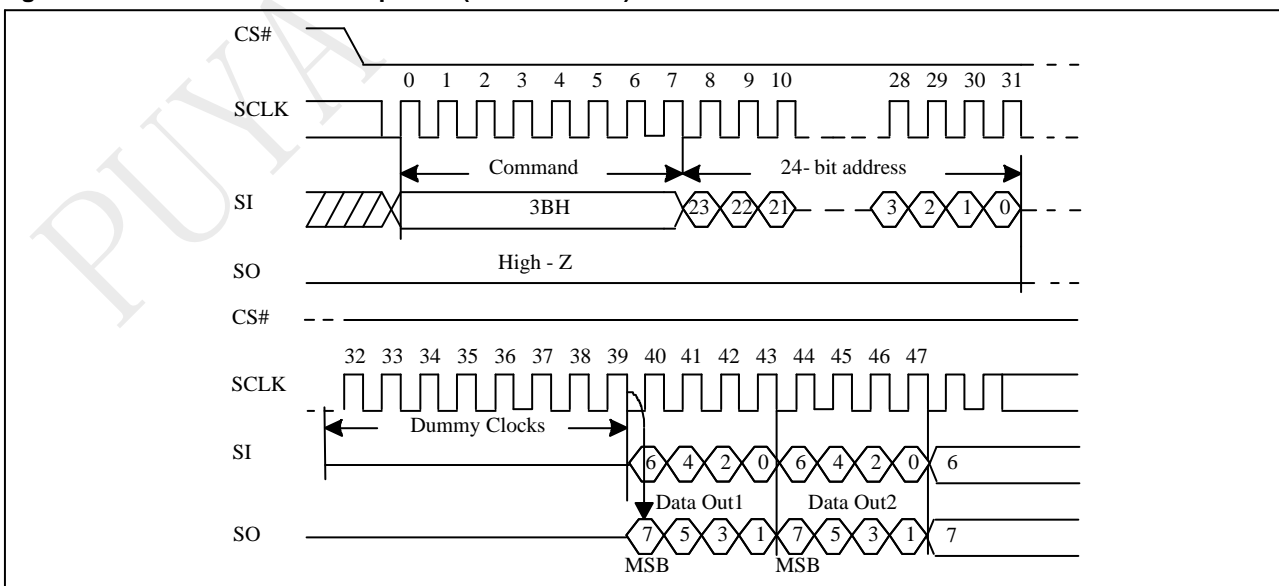 CS#
0 1 2 3 4 5 6 7 8 9 10 28 29 30 31
SCLK
Command 24- bit address
SI 3BH 23 22 21 3 2 1 0
High - Z
SO
CS#
32 33 34 35 36 37 38 39 40 41 42 43 44 45 46 47
SCLK
Dummy Clocks
SI 6 4 2 0 6 4 2 0 6
Data Out1 Data Out2
SO 7 5 3 1 7 5 3 1 7
MSB MSB
PUYA